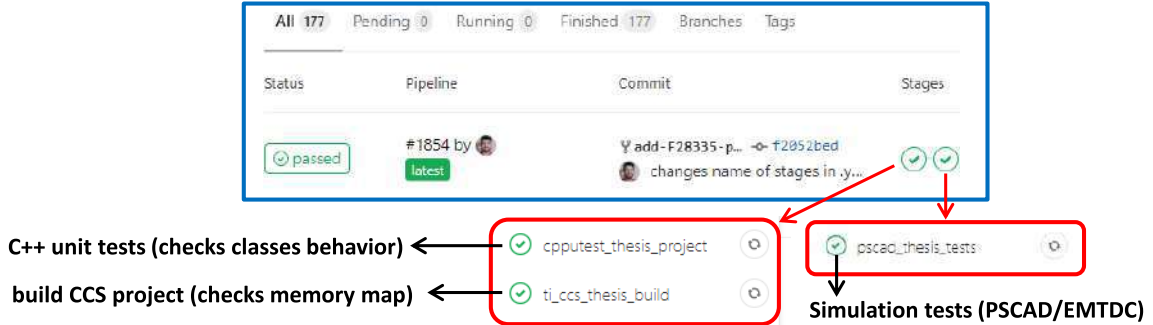 All 177 Pending 0 Running 0 Finished 177 Branches Tags
Status Pipeline Commit Stages
passed #1854 by add-F28335-p... f2052bed
latest changes name of stages in .y...
C++ unit tests (checks classes behavior) cpputest_thesis_project pscad_thesis_tests
build CCS project (checks memory map) ti_ccs_thesis_build
Simulation tests (PSCAD/EMTDC)